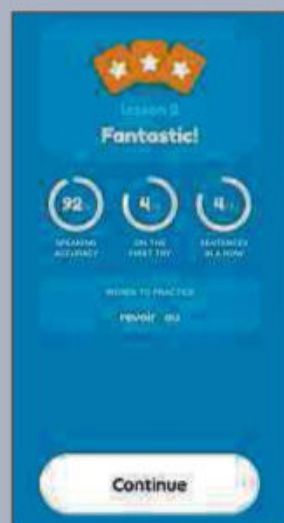 lesson 2
Fantastic!
92
4
4
SPEAKING
ACCURACY
ON THE
FIRST TRY
SENTENCES
IN A ROW
WORDS TO PRACTICE
revoir au
Continue